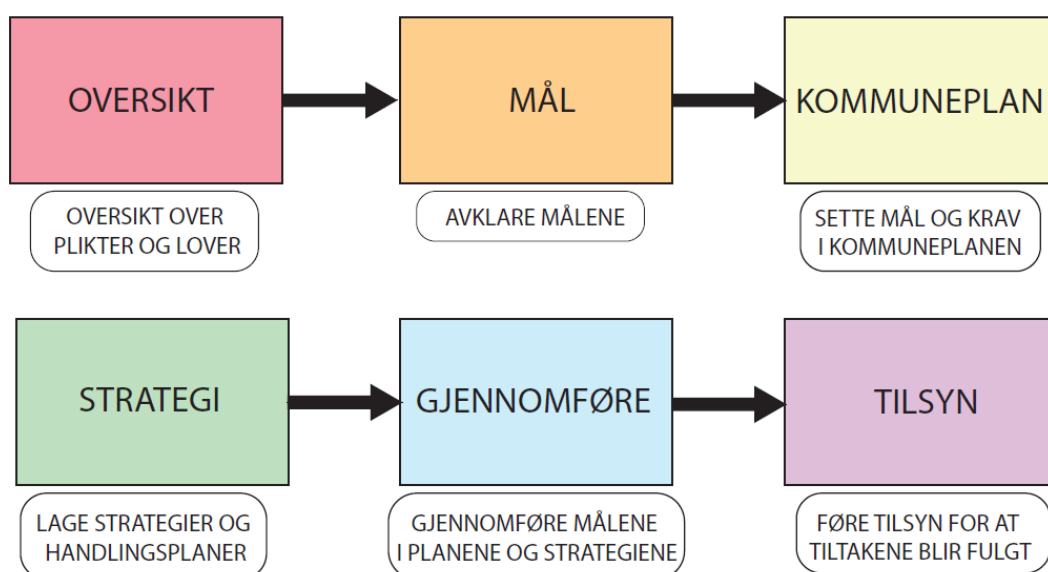 OVERSIKT
OVERSIKT OVER
PLIKTER OG LOVER
MÅL
AVKLARE MÅLENE
KOMMUNEPLAN
SETTE MÅL OG KRAV
I KOMMUNEPLANEN
STRATEGI
LAGE STRATEGIER OG
HANDLINGSPLANER
GJENNOMFØRE
GJENNOMFØRE MÅLENE
I PLANENE OG STRATEGIENE
TILSYN
FØRE TILSYN FOR AT
TILTAKENE BLIR FULGT